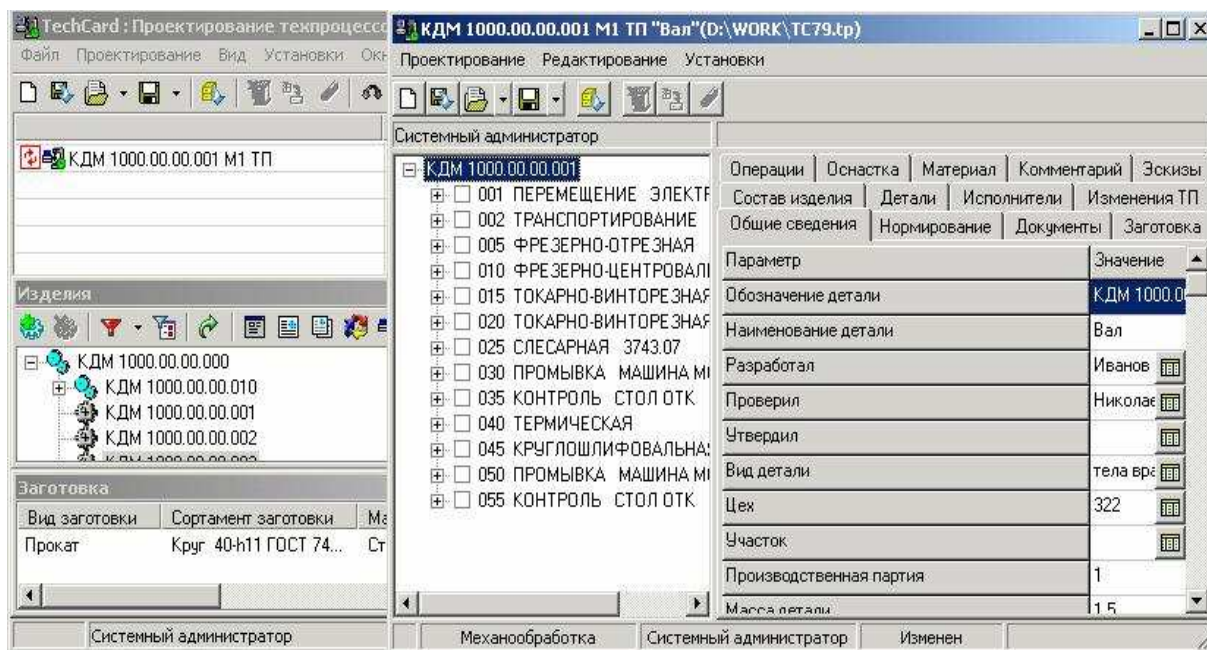 TechCard : Проектирование техпроцессо
Файл Проектирование Вид Установки Окн
КДМ 1000.00.00.001 М1 ТП
Изделия
КДМ 1000.00.00.000
КДМ 1000.00.00.010
КДМ 1000.00.00.001
КДМ 1000.00.00.002
Заготовка
Вид заготовки Сортамент заготовки Ма
Прокат Круг 40-h11 ГОСТ 74... Ст
Системный администратор
КДМ 1000.00.00.001 М1 ТП "Вал"(D:\WORK\TC79.tp)
Проектирование Редактирование Установки
Системный администратор
КДМ 1000.00.00.001
001 ПЕРЕМЕЩЕНИЕ ЭЛЕКТР
002 ТРАНСПОРТИРОВАНИЕ
005 ФРЕЗЕРНО-ОТРЕЗНАЯ
010 ФРЕЗЕРНО-ЦЕНТРОВАЛ
015 ТОКАРНО-ВИНТОРЕЗНАЯ
020 ТОКАРНО-ВИНТОРЕЗНАЯ
025 СЛЕСАРНАЯ 3743.07
030 ПРОМЫВКА МАШИНА М
035 КОНТРОЛЬ СТОЛ ОТК
040 ТЕРМИЧЕСКАЯ
045 КРУГЛОШЛИФОВАЛЬНА
050 ПРОМЫВКА МАШИНА М
055 КОНТРОЛЬ СТОЛ ОТК
Операции Оснастка Материал Комментарий Эскизы
Состав изделия Детали Исполнители Изменения ТП
Общие сведения Нормирование Документы Заготовка
Параметр Значение
Обозначение детали КДМ 1000.0
Наименование детали Вал
Разработал Иванов
Проверил Николае
Утвердил
Вид детали тела вра
Цех 322
Участок
Производственная партия 1
Масса детали 1.5
Механообработка Системный администратор Изменен